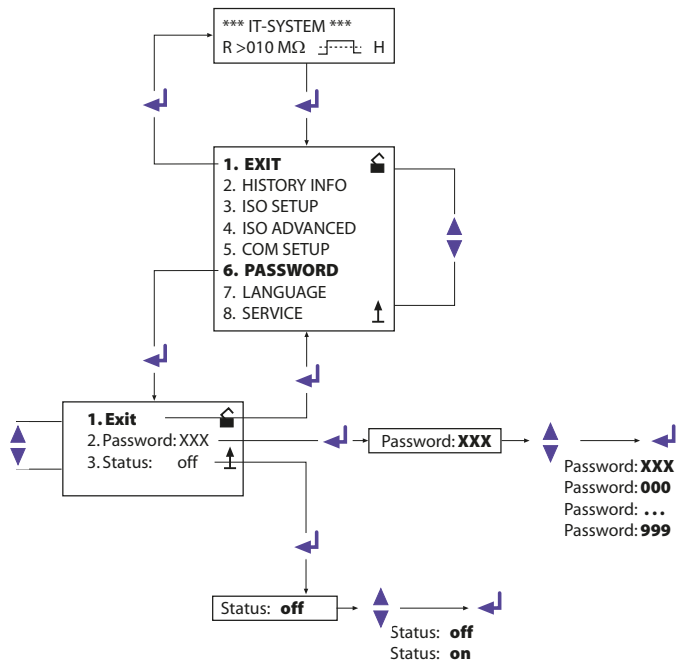 *** IT-SYSTEM ***
R >010 MΩ H
1. EXIT
2. HISTORY INFO
3. ISO SETUP
4. ISO ADVANCED
5. COM SETUP
6. PASSWORD
7. LANGUAGE
8. SERVICE
1. Exit
2. Password: XXX
3. Status: off
Password: XXX
Password: XXX
Password: 000
Password: ...
Password: 999
Status: off
Status: off
Status: on